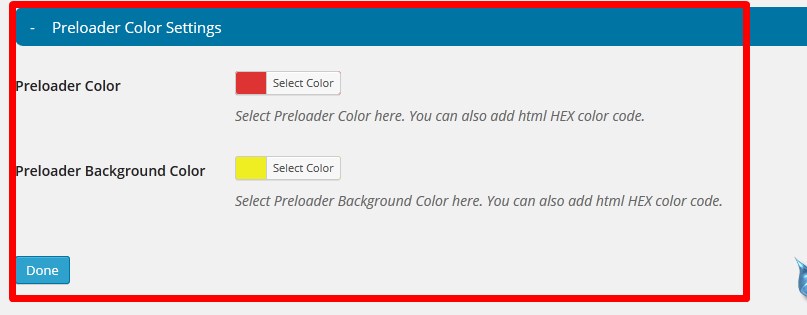 - Preloader Color Settings
Preloader Color Select Color
Select Preloader Color here. You can also add html HEX color code.
Preloader Background Color Select Color
Select Preloader Background Color here. You can also add html HEX color code.
Done